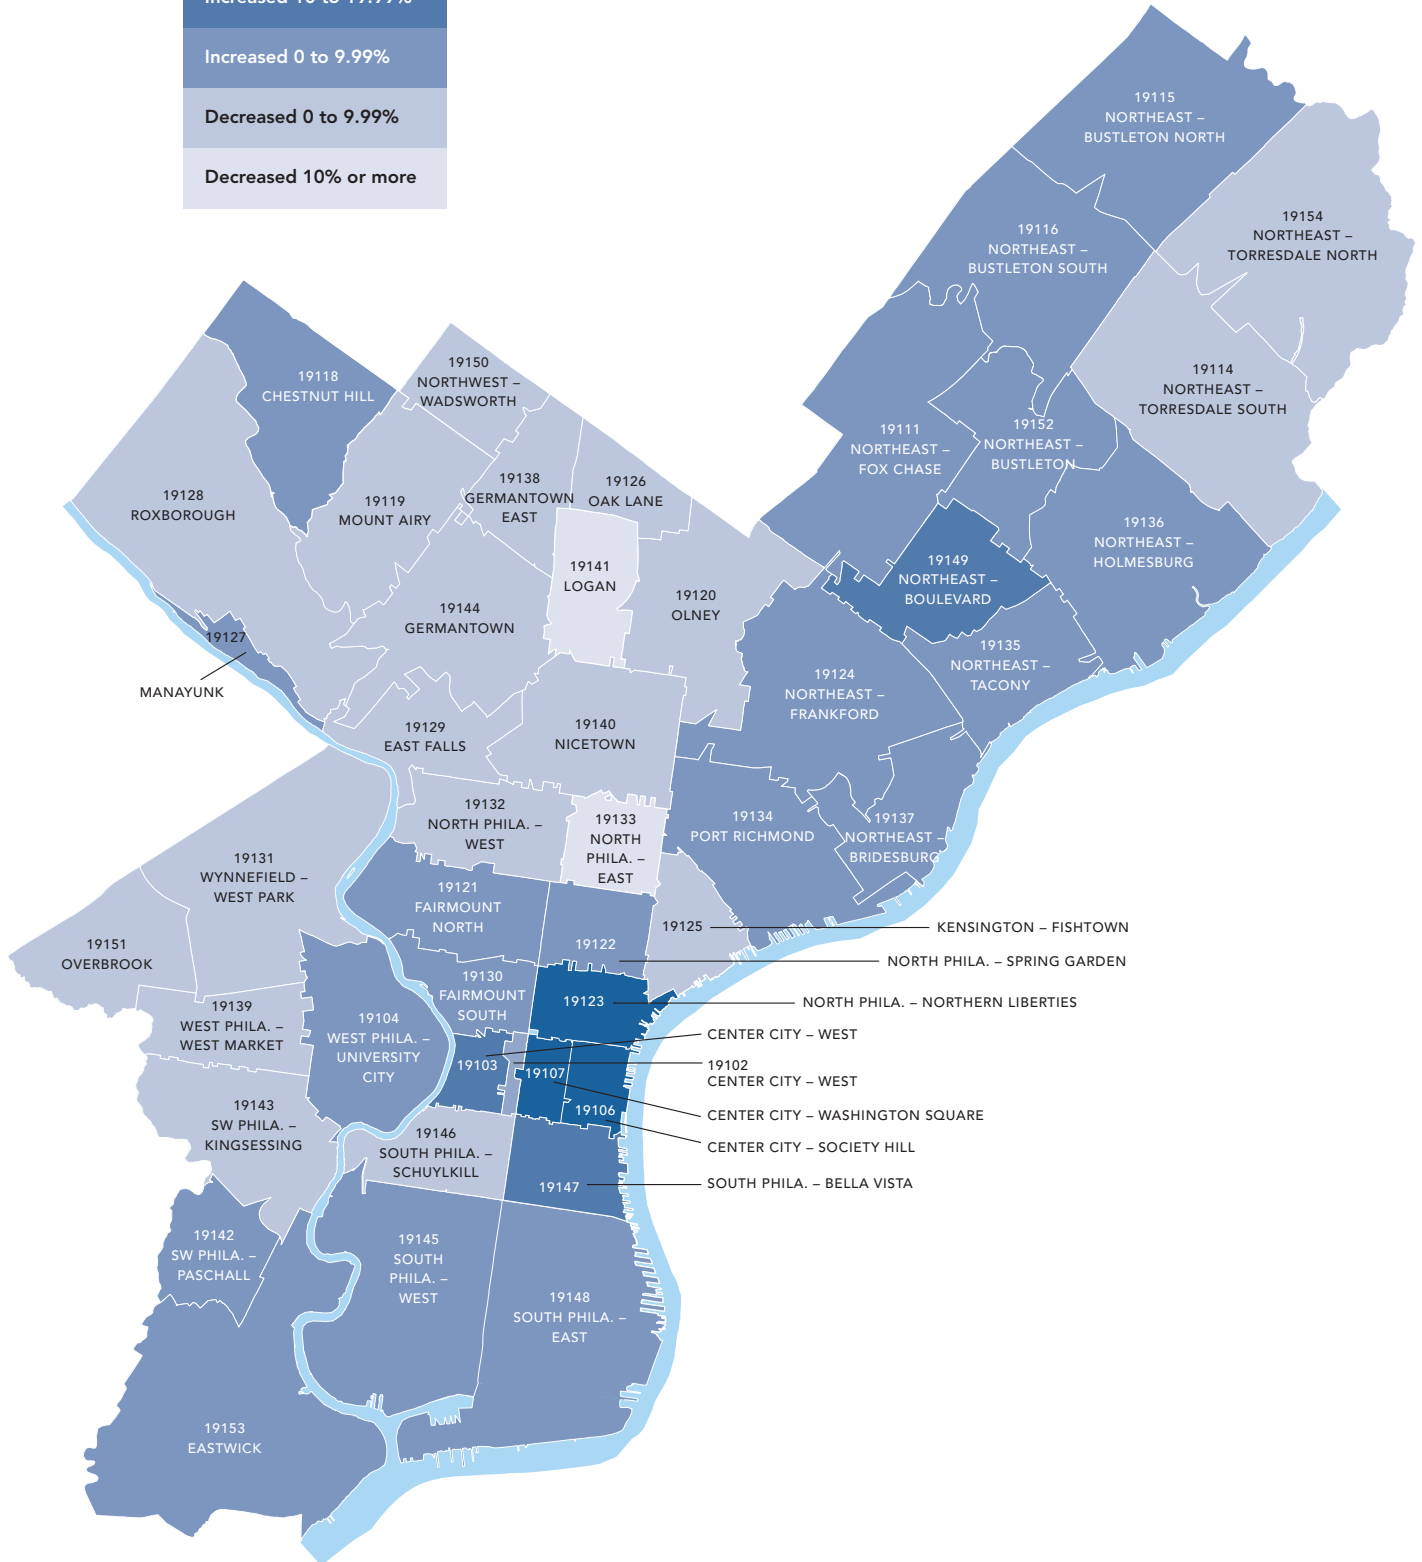 Increased 10 to 19.99%
Increased 0 to 9.99%
Decreased 0 to 9.99%
Decreased 10% or more
19115
NORTHEAST –
BUSTLETON NORTH
19154
NORTHEAST –
TORRESDALE NORTH
19116
NORTHEAST –
BUSTLETON SOUTH
19114
NORTHEAST –
TORRESDALE SOUTH
19118
CHESTNUT HILL
19150
NORTHWEST –
WADSWORTH
19111
NORTHEAST –
FOX CHASE
19152
NORTHEAST –
BUSTLETON
19128
ROXBOROUGH
19119
MOUNT AIRY
19138
GERMANTOWN
EAST
19126
OAK LANE
19136
NORTHEAST –
HOLMESBURG
19149
NORTHEAST –
BOULEVARD
19141
LOGAN
19120
OLNEY
19144
GERMANTOWN
19127
MANAYUNK
19135
NORTHEAST –
TACONY
19124
NORTHEAST –
FRANKFORD
19129
EAST FALLS
19140
NICETOWN
19132
NORTH PHILA. –
WEST
19133
NORTH
PHILA. –
EAST
19134
PORT RICHMOND
19137
NORTHEAST –
BRIDESBURG
19131
WYNNEFIELD –
WEST PARK
19121
FAIRMOUNT
NORTH
19125
KENSINGTON – FISHTOWN
19151
OVERBROOK
19122
NORTH PHILA. – SPRING GARDEN
19130
FAIRMOUNT
SOUTH
19123
NORTH PHILA. – NORTHERN LIBERTIES
19139
WEST PHILA. –
WEST MARKET
19104
WEST PHILA. –
UNIVERSITY
CITY
19103
CENTER CITY – WEST
19102
CENTER CITY – WEST
19107
CENTER CITY – WASHINGTON SQUARE
19106
CENTER CITY – SOCIETY HILL
19143
SW PHILA. –
KINGSESSING
19146
SOUTH PHILA. –
SCHUYLKILL
19147
SOUTH PHILA. – BELLA VISTA
19142
SW PHILA. –
PASCHALL
19145
SOUTH
PHILA. –
WEST
19148
SOUTH PHILA. –
EAST
19153
EASTWICK